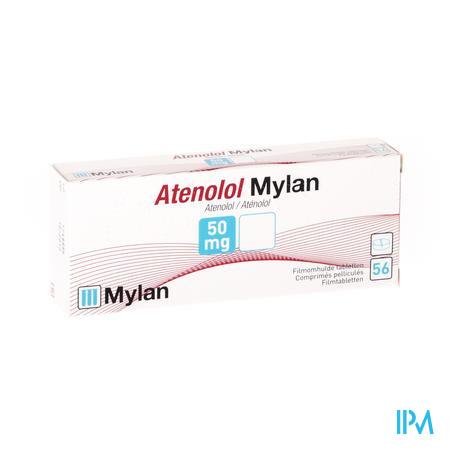 Atenolol Mylan
Atenolol / Aténolol
50
mg
Filmomhulde tabletten
Comprimés pelliculés
Filmtabletten
56
Mylan
IPM